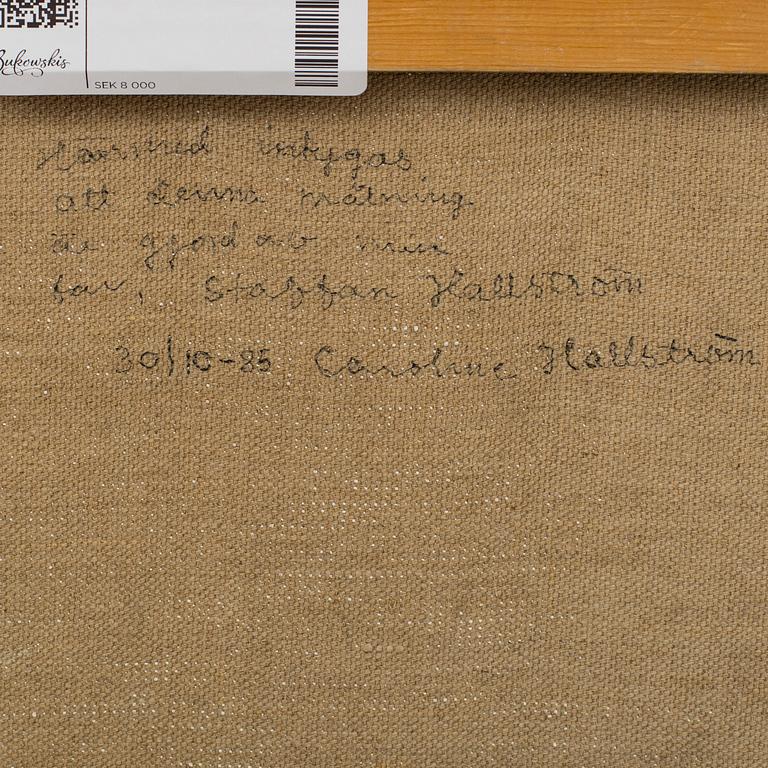 Bukowskis
SEK 8 000
Härmed intygas
att denna målning
är gjord av min
far, Staffan Hallström
30/10-85 Caroline Hallström